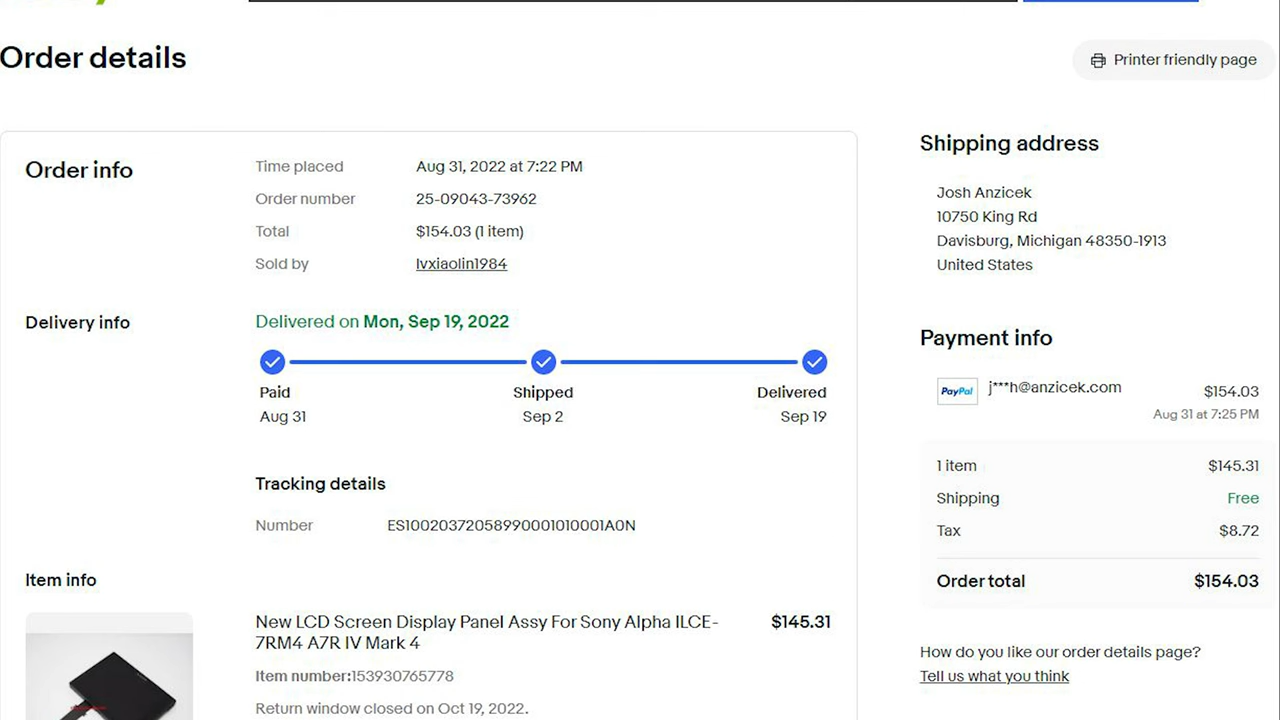 Order details
Printer friendly page
Order info
Time placed Aug 31, 2022 at 7:22 PM
Order number 25-09043-73962
Total $154.03 (1 item)
Sold by lvxiaolin1984
Delivery info
Delivered on Mon, Sep 19, 2022
Paid Shipped Delivered
Aug 31 Sep 2 Sep 19
Tracking details
Number ES10020372058990001010001A0N
Item info
New LCD Screen Display Panel Assy For Sony Alpha ILCE- $145.31
7RM4 A7R IV Mark 4
Item number:153930765778
Return window closed on Oct 19, 2022.
Shipping address
Josh Anzicek
10750 King Rd
Davisburg, Michigan 48350-1913
United States
Payment info
PayPal j***h@anzicek.com $154.03
Aug 31 at 7:25 PM
1 item $145.31
Shipping Free
Tax $8.72
Order total $154.03
How do you like our order details page?
Tell us what you think